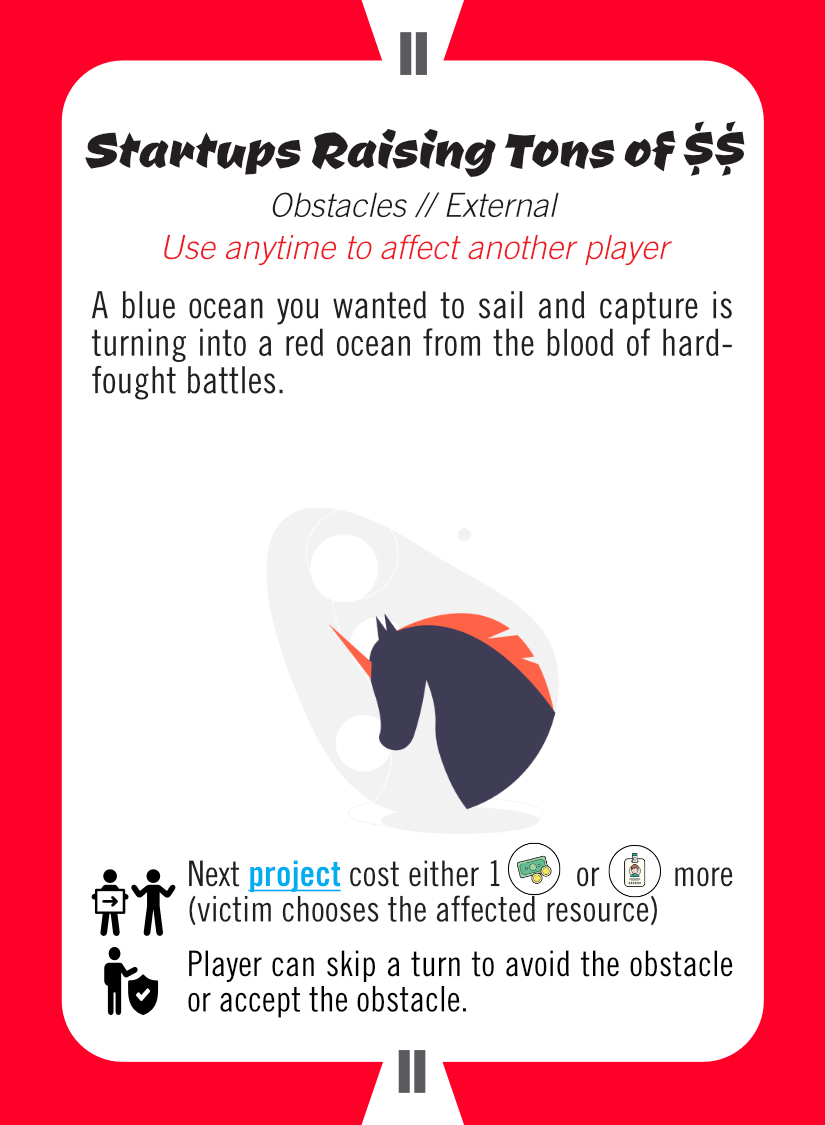 II
Startups Raising Tons of $$
Obstacles // External
Use anytime to affect another player
A blue ocean you wanted to sail and capture is
turning into a red ocean from the blood of hard-
fought battles.
Next project cost either 1 or more
(victim chooses the affected resource)
Player can skip a turn to avoid the obstacle
or accept the obstacle.
II